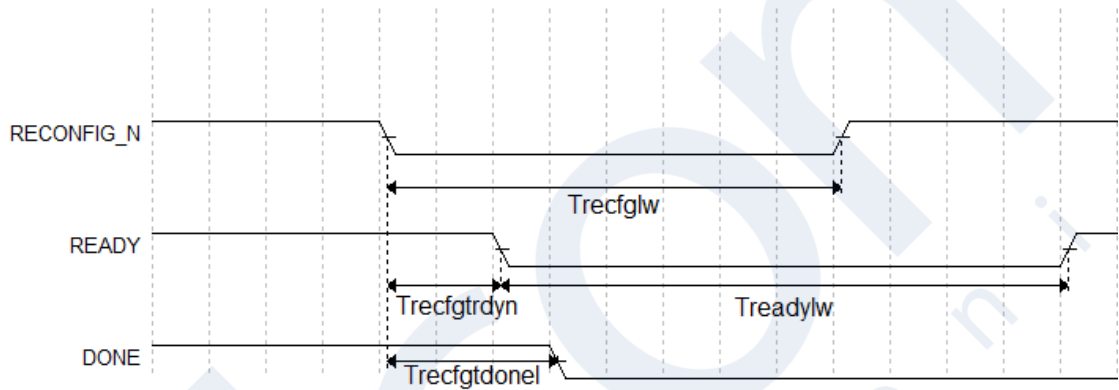 RECONFIG_N
Trecfglw
READY
Trecfgtrdyn
Treadylw
DONE
Trecfgtdonel